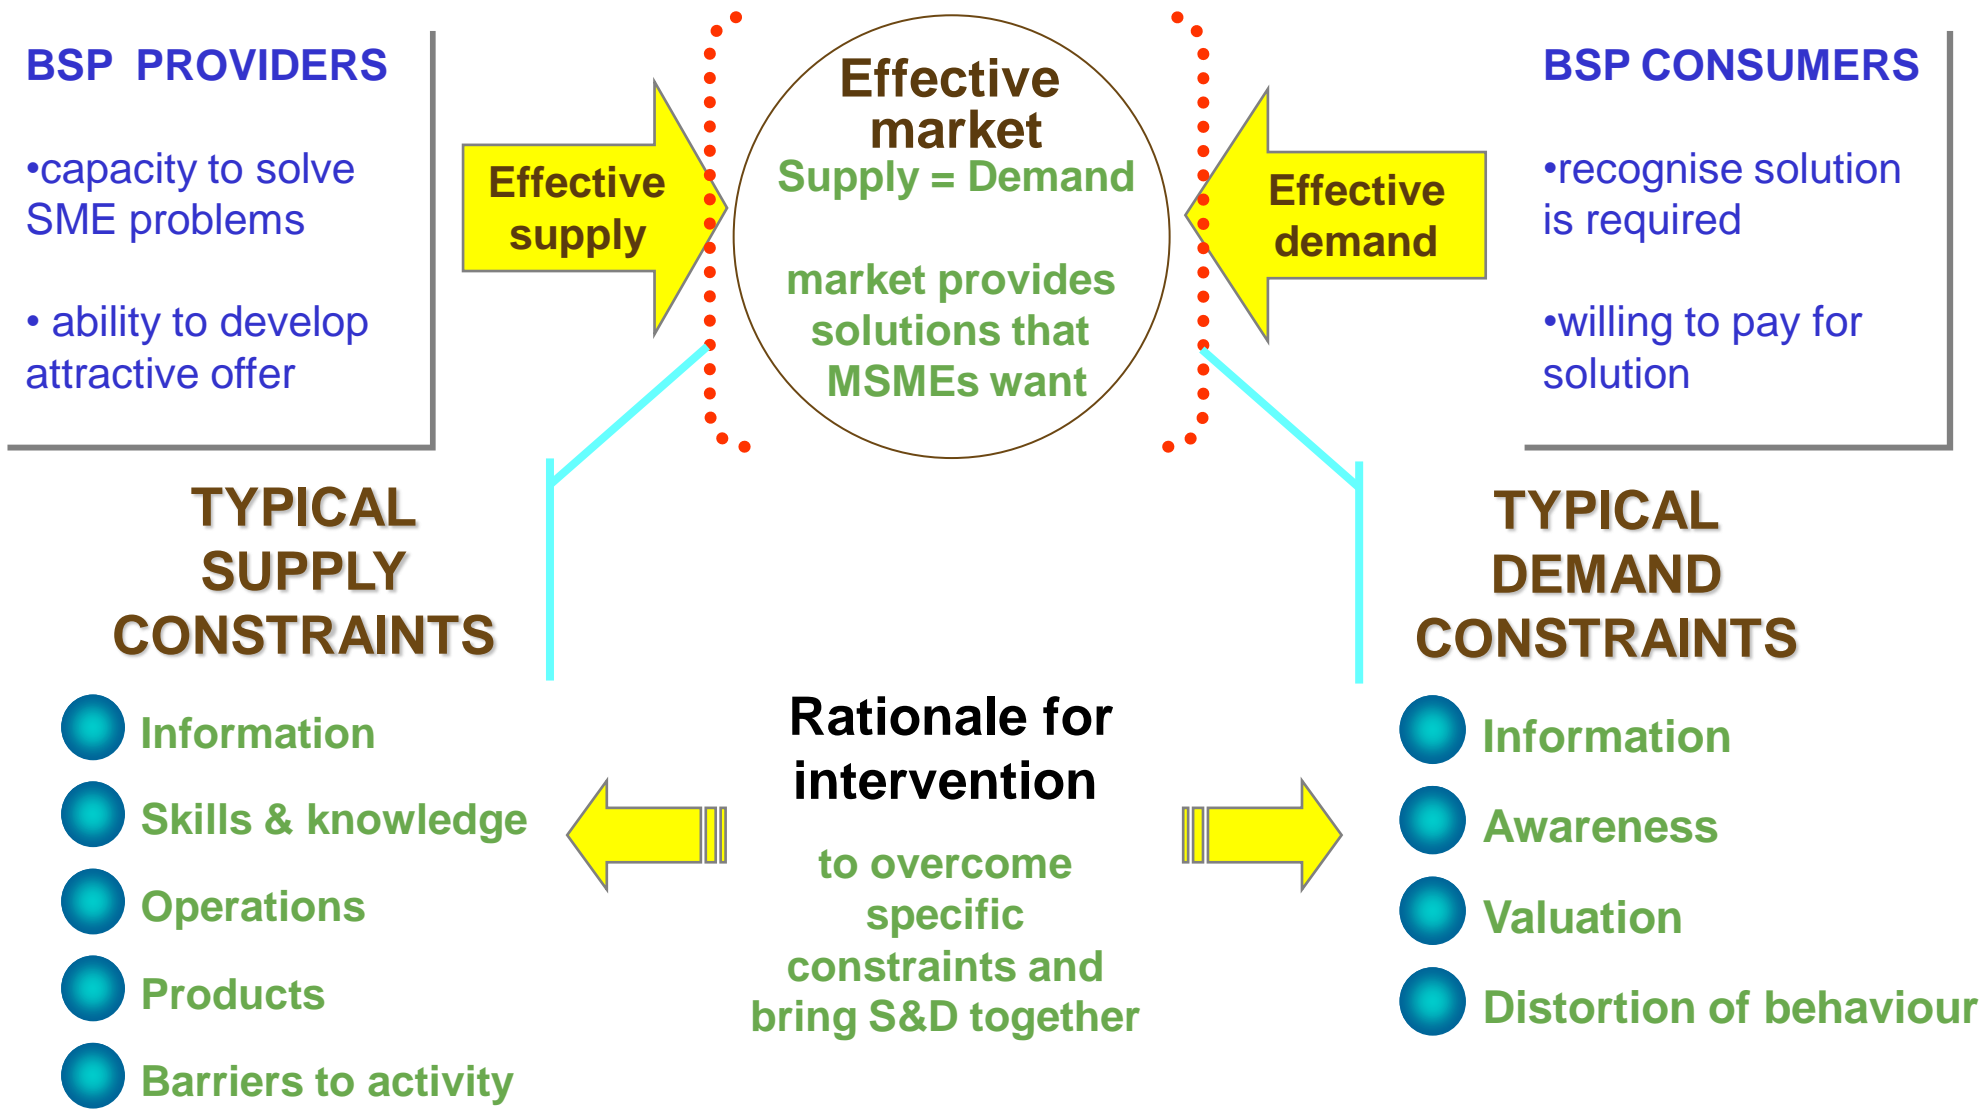 BSP PROVIDERS
•capacity to solve
SME problems
• ability to develop
attractive offer
Effective
supply
Effective
market
Supply = Demand
market provides
solutions that
MSMEs want
Effective
demand
BSP CONSUMERS
•recognise solution
is required
•willing to pay for
solution
TYPICAL
SUPPLY
CONSTRAINTS
Information
Skills & knowledge
Operations
Products
Barriers to activity
Rationale for
intervention
to overcome
specific
constraints and
bring S&D together
TYPICAL
DEMAND
CONSTRAINTS
Information
Awareness
Valuation
Distortion of behaviour